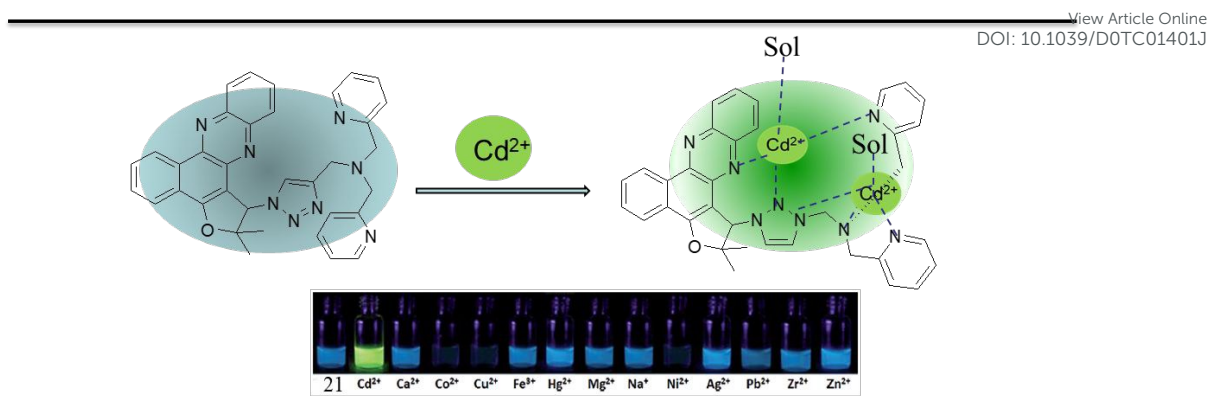 View Article Online
DOI: 10.1039/D0TC01401J
Sol
N
N
N
N
N
N
N
N
O
Cd²⁺
N
N
Cd²⁺
N
Sol
Cd²⁺
N
N
N
N
N
O
21 Cd²⁺ Ca²⁺ Co²⁺ Cu²⁺ Fe³⁺ Hg²⁺ Mg²⁺ Na⁺ Ni²⁺ Ag⁺ Pb²⁺ Zr²⁺ Zn²⁺